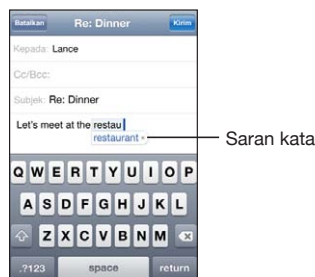 Batalkan Re: Dinner Kirim
Kepada: Lance
Cc/Bcc:
Subjek: Re: Dinner
Let's meet at the restau
restaurant ×
Saran kata
Q W E R T Y U I O P
A S D F G H J K L
Z X C V B N M
.?123 space return